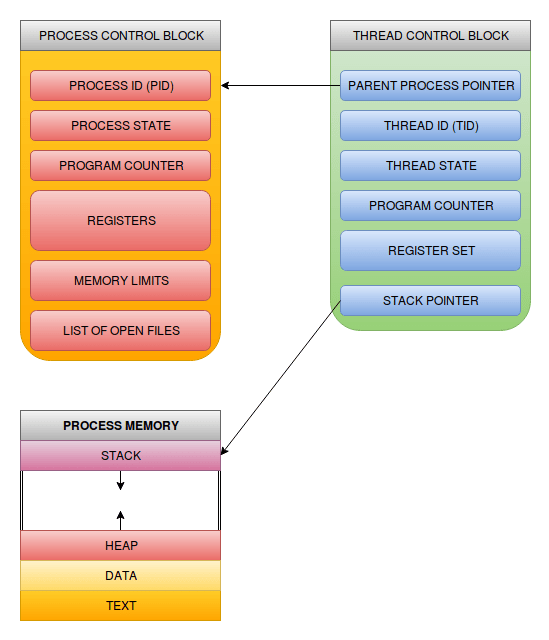 PROCESS CONTROL BLOCK
PROCESS ID (PID)
PROCESS STATE
PROGRAM COUNTER
REGISTERS
MEMORY LIMITS
LIST OF OPEN FILES
THREAD CONTROL BLOCK
PARENT PROCESS POINTER
THREAD ID (TID)
THREAD STATE
PROGRAM COUNTER
REGISTER SET
STACK POINTER
PROCESS MEMORY
STACK
HEAP
DATA
TEXT